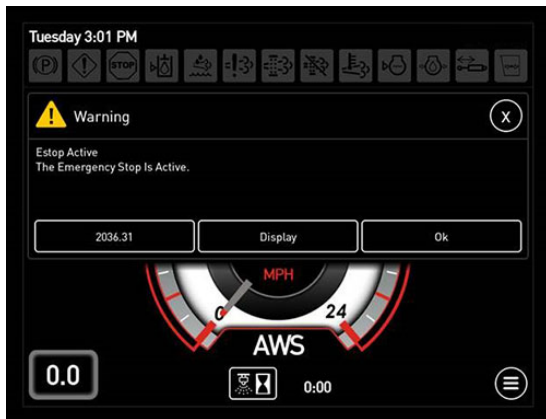 Tuesday 3:01 PM
(P)
STOP
Warning
X
Estop Active
The Emergency Stop Is Active.
2036.31
Display
Ok
MPH
0
24
AWS
0.0
0:00